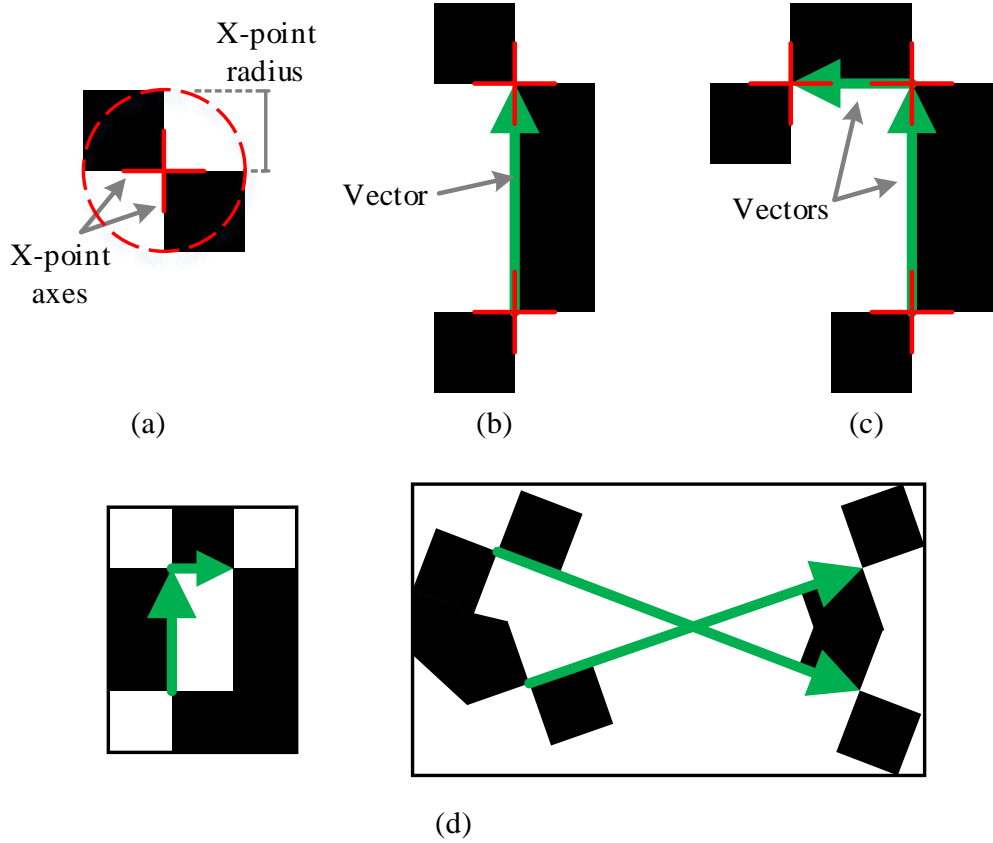 X-point
radius
X-point
axes
(a)
Vector
(b)
Vectors
(c)
(d)